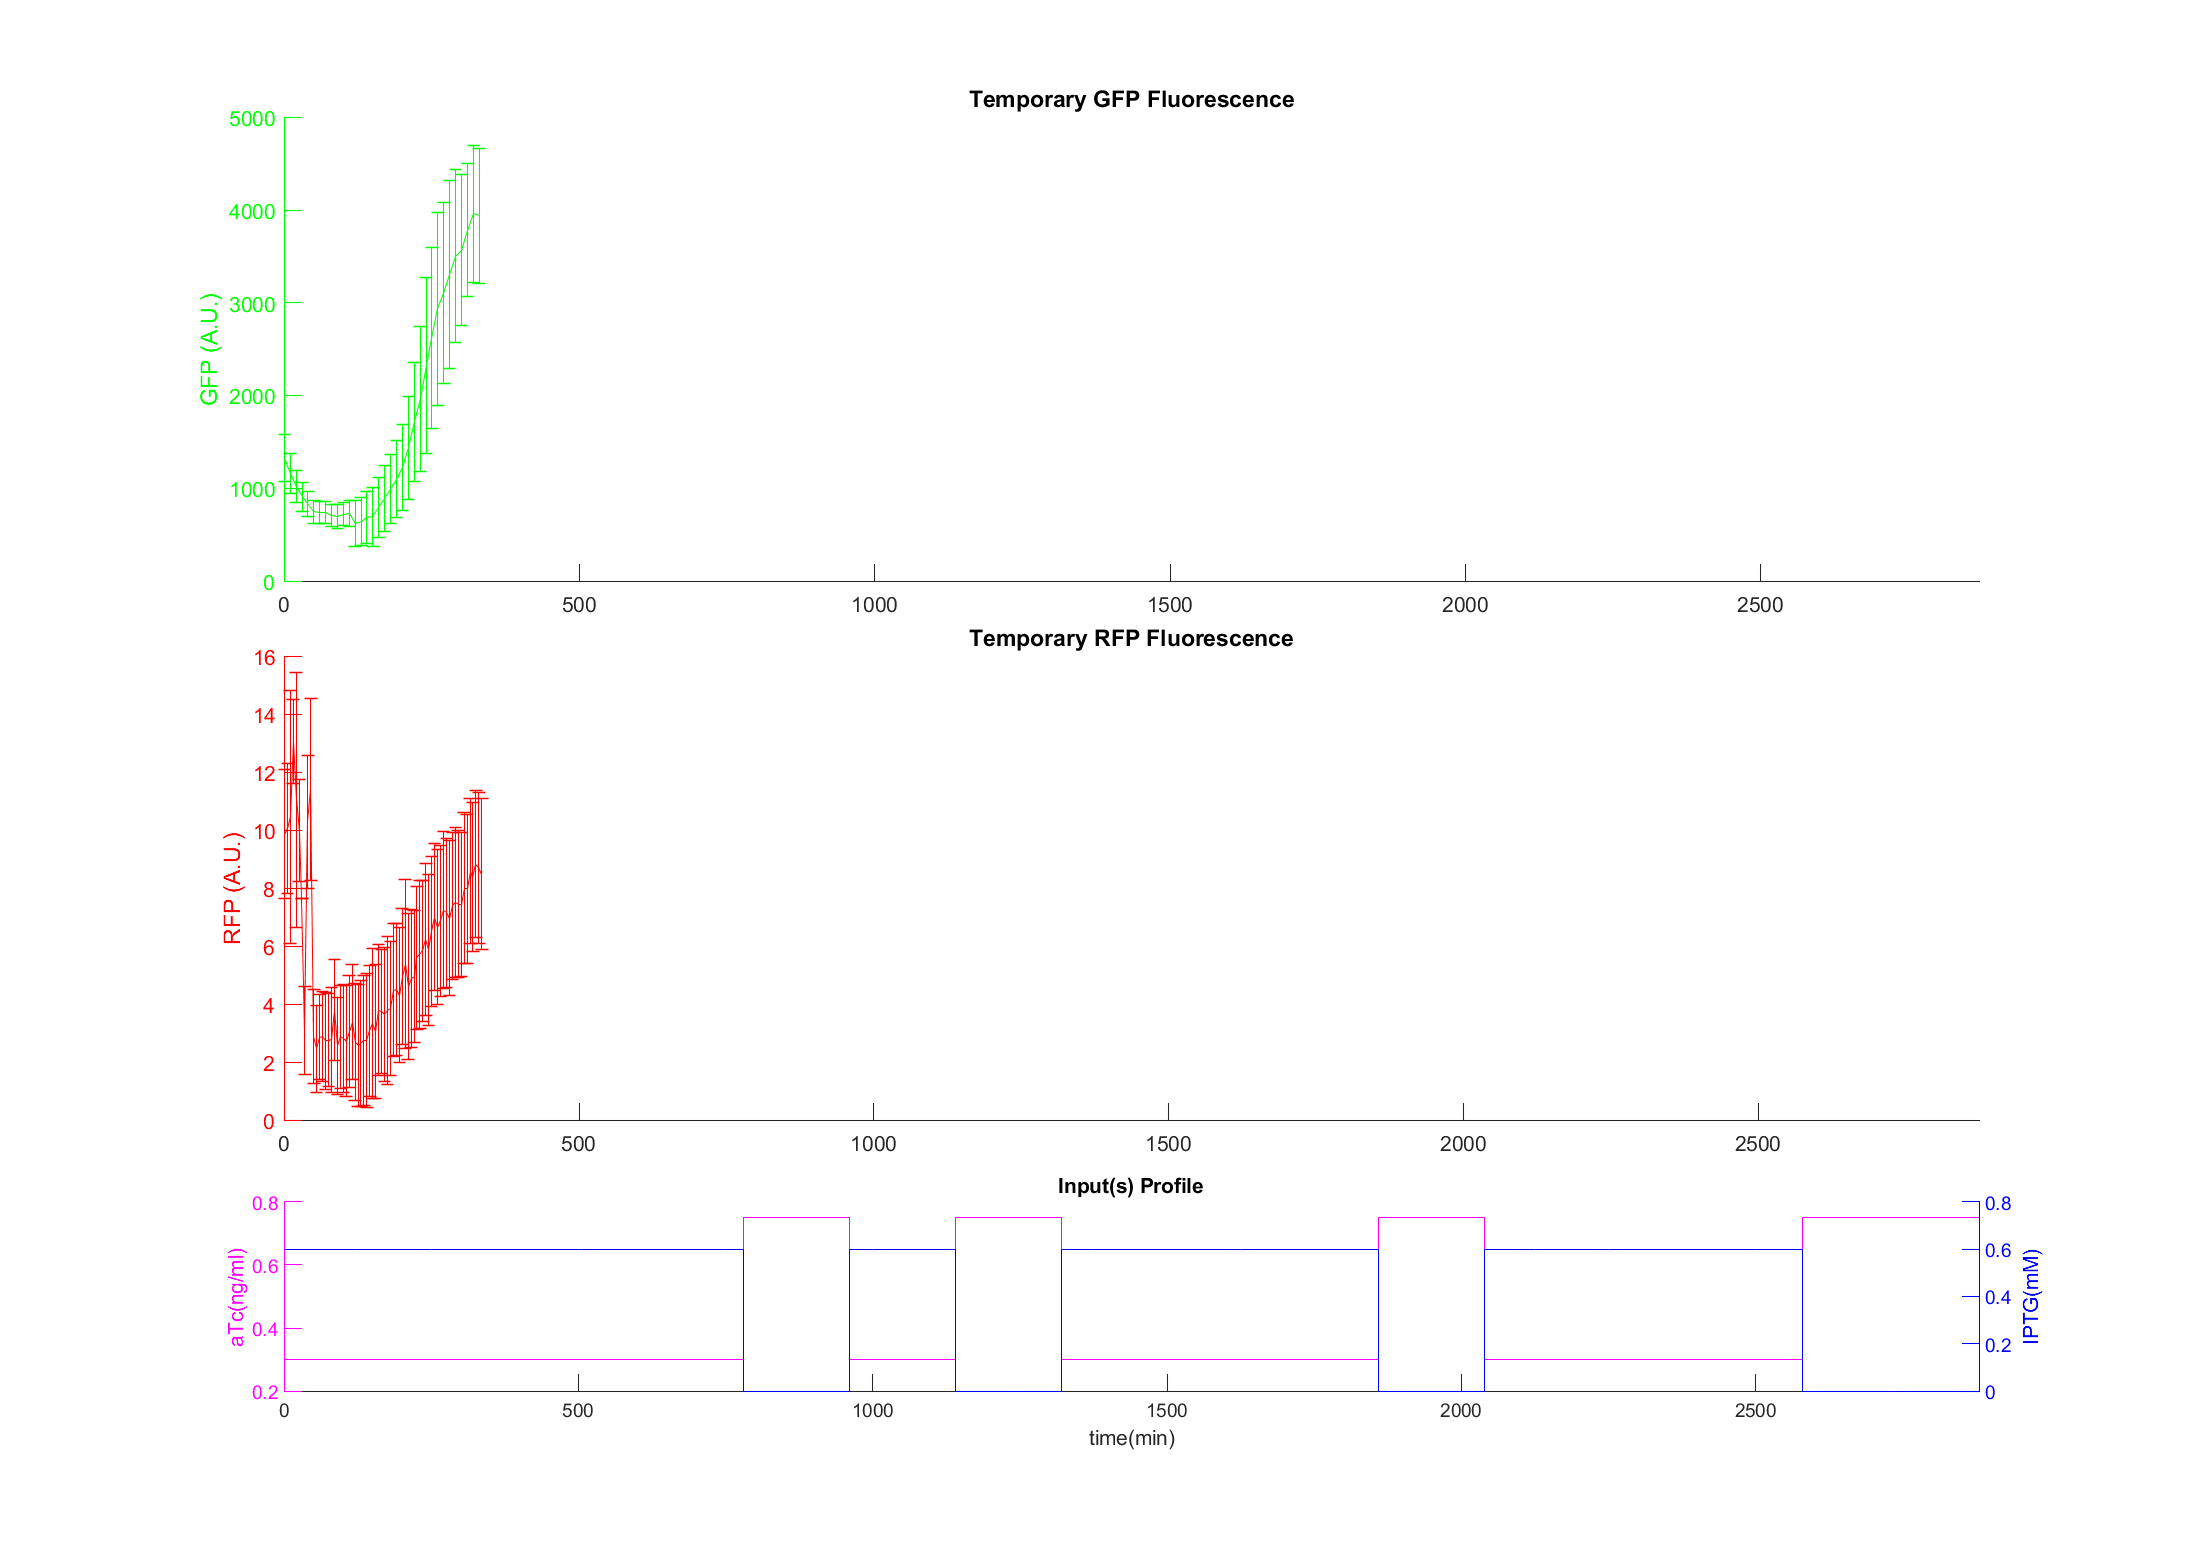 Temporary GFP Fluorescence
5000
4000
3000
2000
1000
0
GFP (A.U.)
0 500 1000 1500 2000 2500
Temporary RFP Fluorescence
16
14
12
10
8
6
4
2
0
RFP (A.U.)
0 500 1000 1500 2000 2500
Input(s) Profile
0.8 0.8
0.6 0.6
0.4 0.4
0.2
0.2 0
aTc(ng/ml)
IPTG(mM)
0 500 1000 1500 2000 2500
time(min)